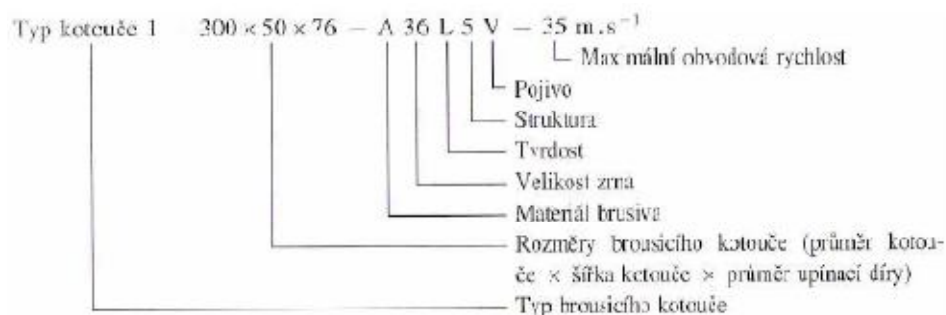 Typ kotouče 1 300 × 50 × 76 – A 36 L 5 V – 35 m.s⁻¹
Max mální obvodová rychlost
Pojivo
Struktura
Tvrdost
Velikost zrna
Materiál brusiva
Rozměry brousicího kotouče (průměr kotou-
če × šířka kotouče × průměr upínací díry)
Typ brousicího kotouče